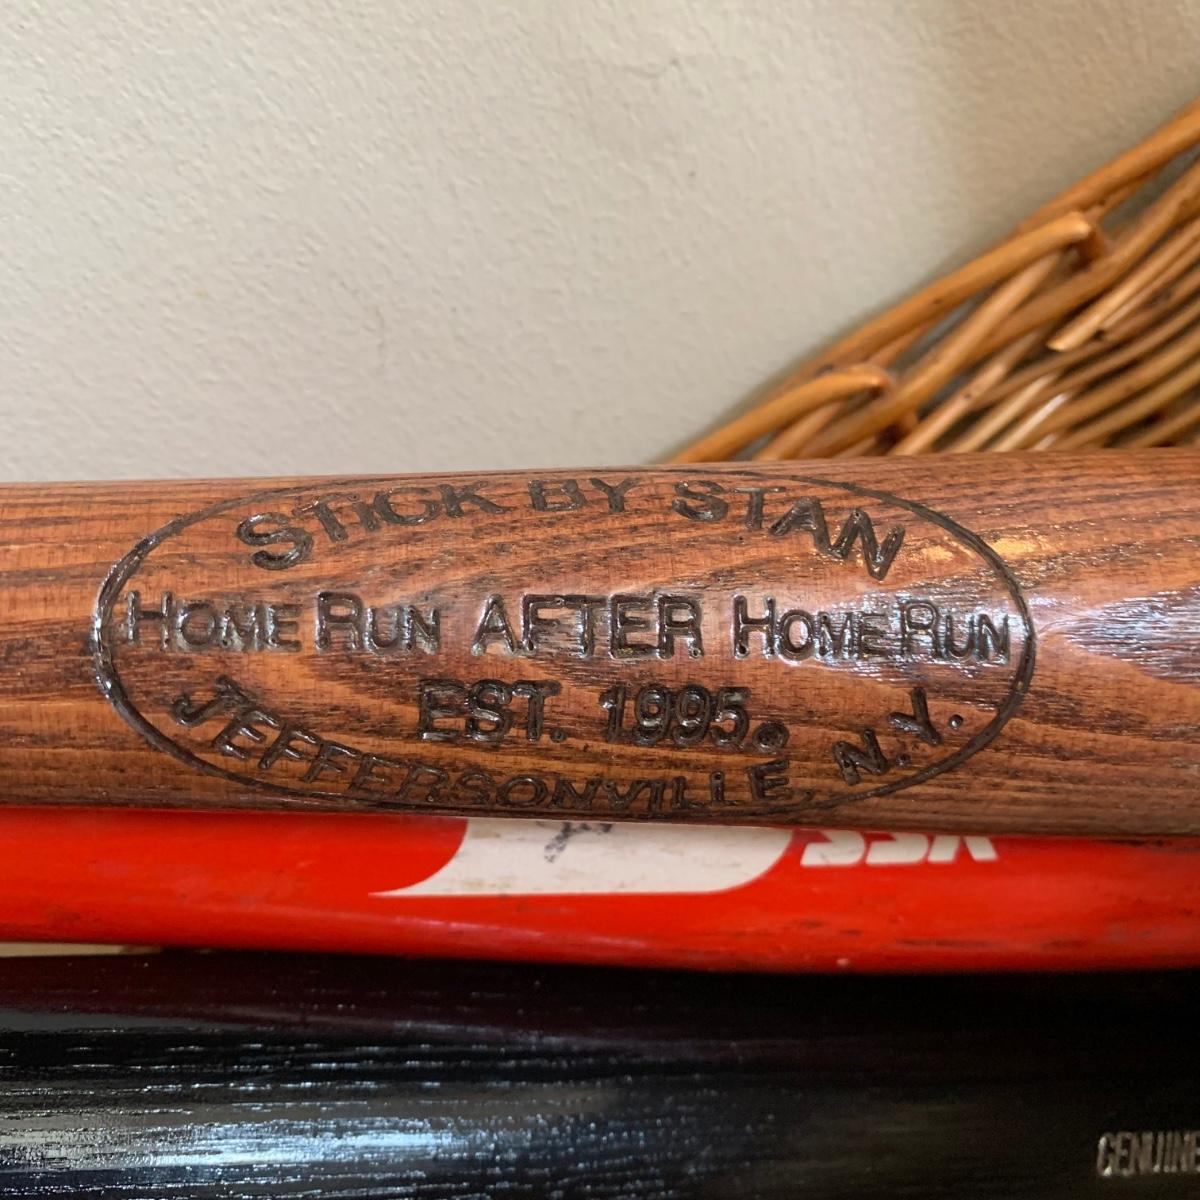 STiCK BY STAN
HOME RUN AFTER HOME RUN
EST. 1995.®
JEFFERSONVILLE, N.Y.
SSK
GENUINE